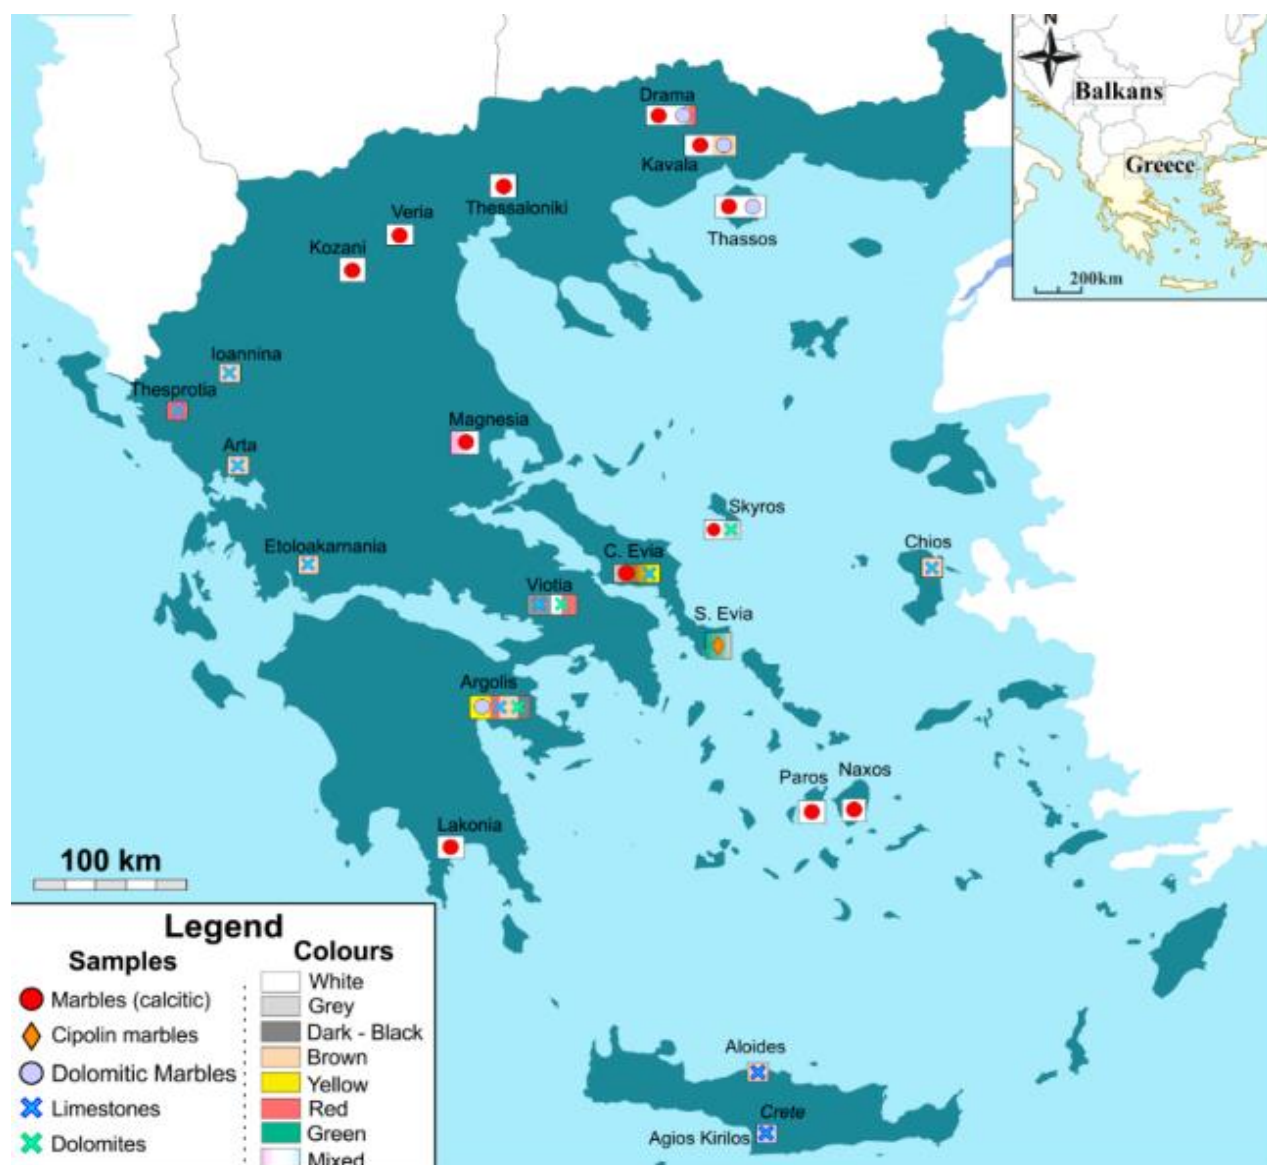 N
Balkans
Greece
200km
Drama
Kavala
Thessaloniki
Thassos
Veria
Kozani
Ioannina
Thesprotia
Magnesia
Arta
Skyros
Etoloakarnania
C. Evia
Chios
Viotia
S. Evia
Argolis
Paros
Naxos
Lakonia
100 km
Aloides
Crete
Agios Kirilos
Legend
Samples
Marbles (calcitic)
Cipolin marbles
Dolomitic Marbles
Limestones
Dolomites
Colours
White
Grey
Dark - Black
Brown
Yellow
Red
Green
Mixed